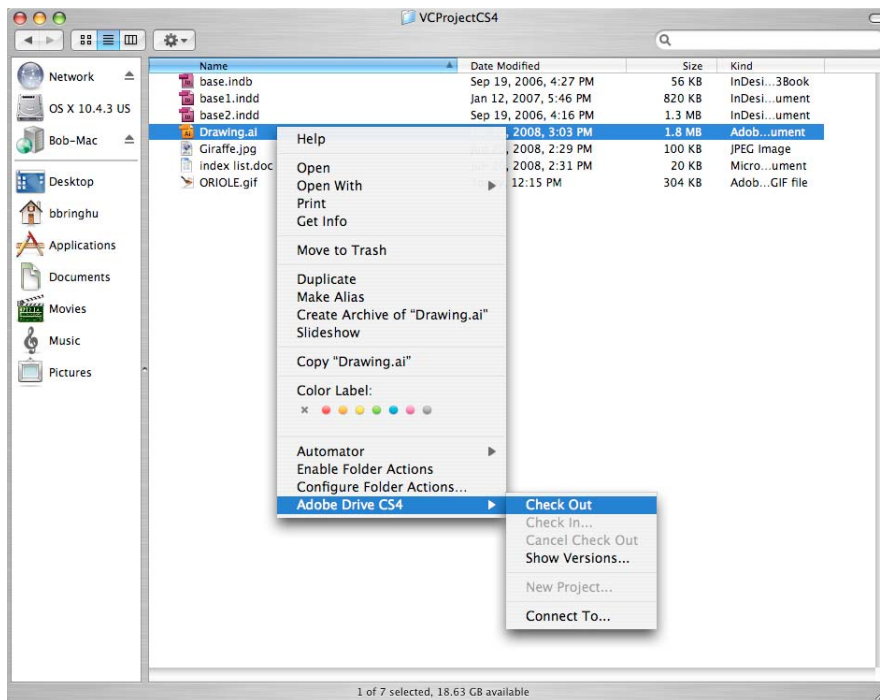 VCProjectCS4
Name Date Modified Size Kind
Network
OS X 10.4.3 US
Bob-Mac
Desktop
bbringhu
Applications
Documents
Movies
Music
Pictures
base.indb Sep 19, 2006, 4:27 PM 56 KB InDesi...3Book
base1.indd Jan 12, 2007, 5:46 PM 820 KB InDesi...ument
base2.indd Sep 19, 2006, 4:16 PM 1.3 MB InDesi...ument
Drawing.ai , 2008, 3:03 PM 1.8 MB Adob...ument
Giraffe.jpg , 2008, 2:29 PM 100 KB JPEG Image
index list.doc , 2008, 2:31 PM 20 KB Micro...ument
ORIOLE.gif 12:15 PM 304 KB Adob...GIF file
Help
Open
Open With
Print
Get Info
Move to Trash
Duplicate
Make Alias
Create Archive of “Drawing.ai”
Slideshow
Copy “Drawing.ai”
Color Label:
Automator
Enable Folder Actions
Configure Folder Actions...
Adobe Drive CS4
Check Out
Check In...
Cancel Check Out
Show Versions...
New Project...
Connect To...
1 of 7 selected, 18.63 GB available